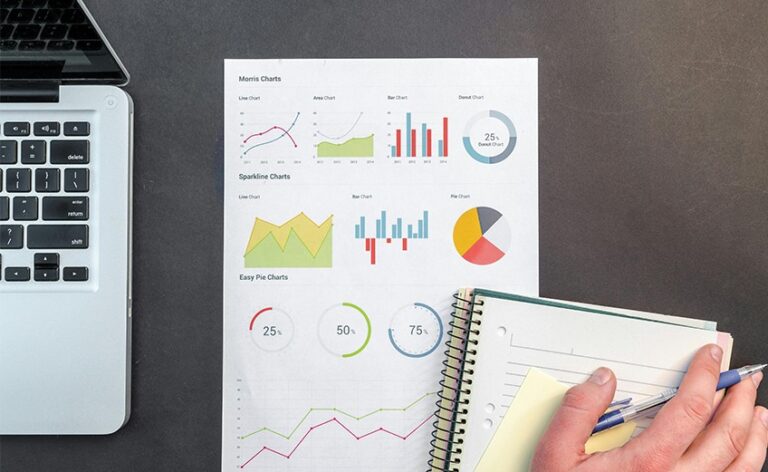 Morris Charts
Line Chart
Area Chart
Bar Chart
Donut Chart
25%
Donut Chart
Sparkline Charts
Line Chart
Bar Chart
Pie Chart
Easy Pie Charts
25%
50%
75%
delete
return
enter
shift